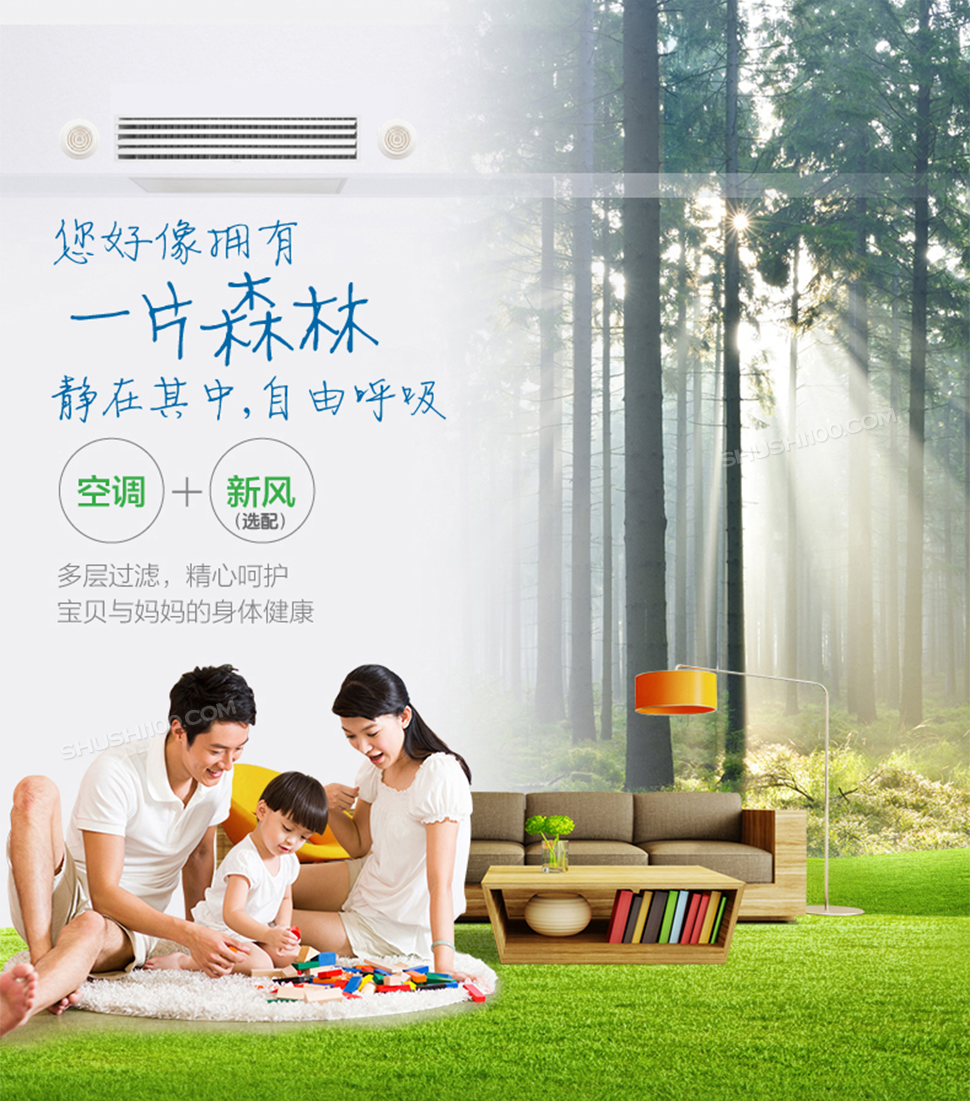 您好像拥有
一片森林
静在其中,自由呼吸
空调+新风
(选配)
多层过滤，精心呵护
宝贝与妈妈的身体健康
SHUSHI100.COM
SHUSHI100.COM